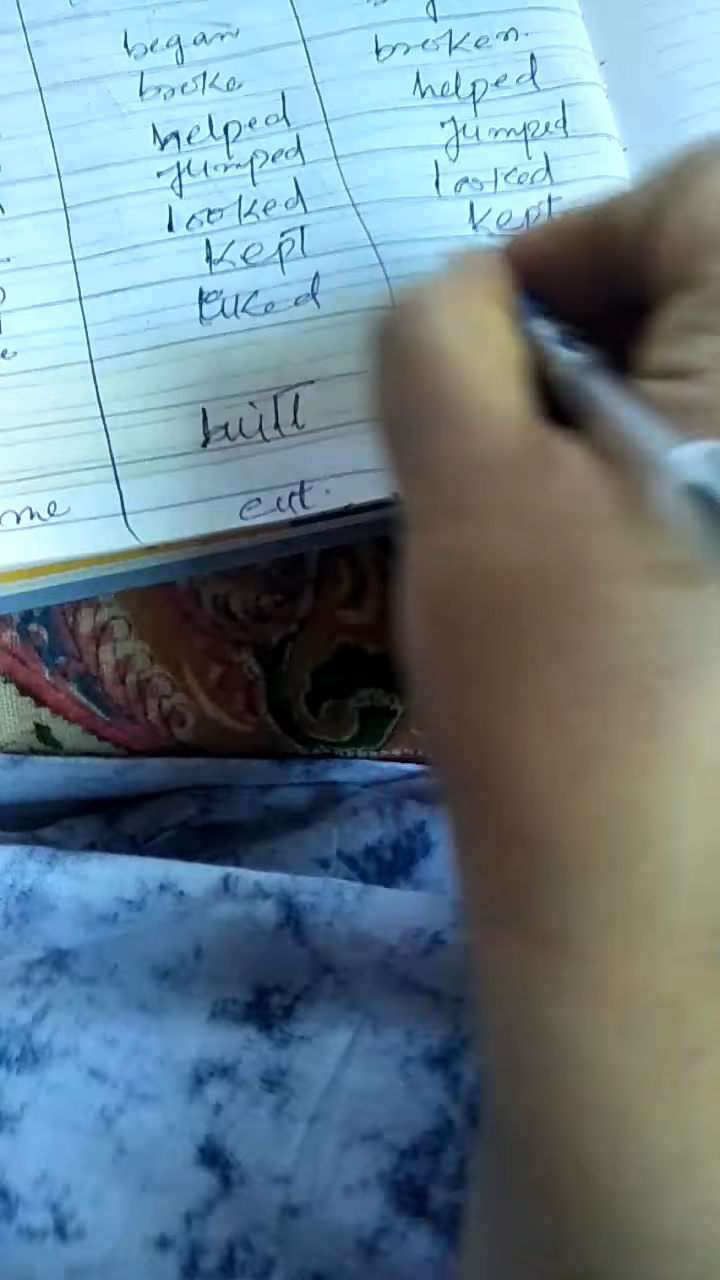 began broken.
broke helped
helped Jumped
Jumped looked
looked kept
kept
liked
built
me cut.